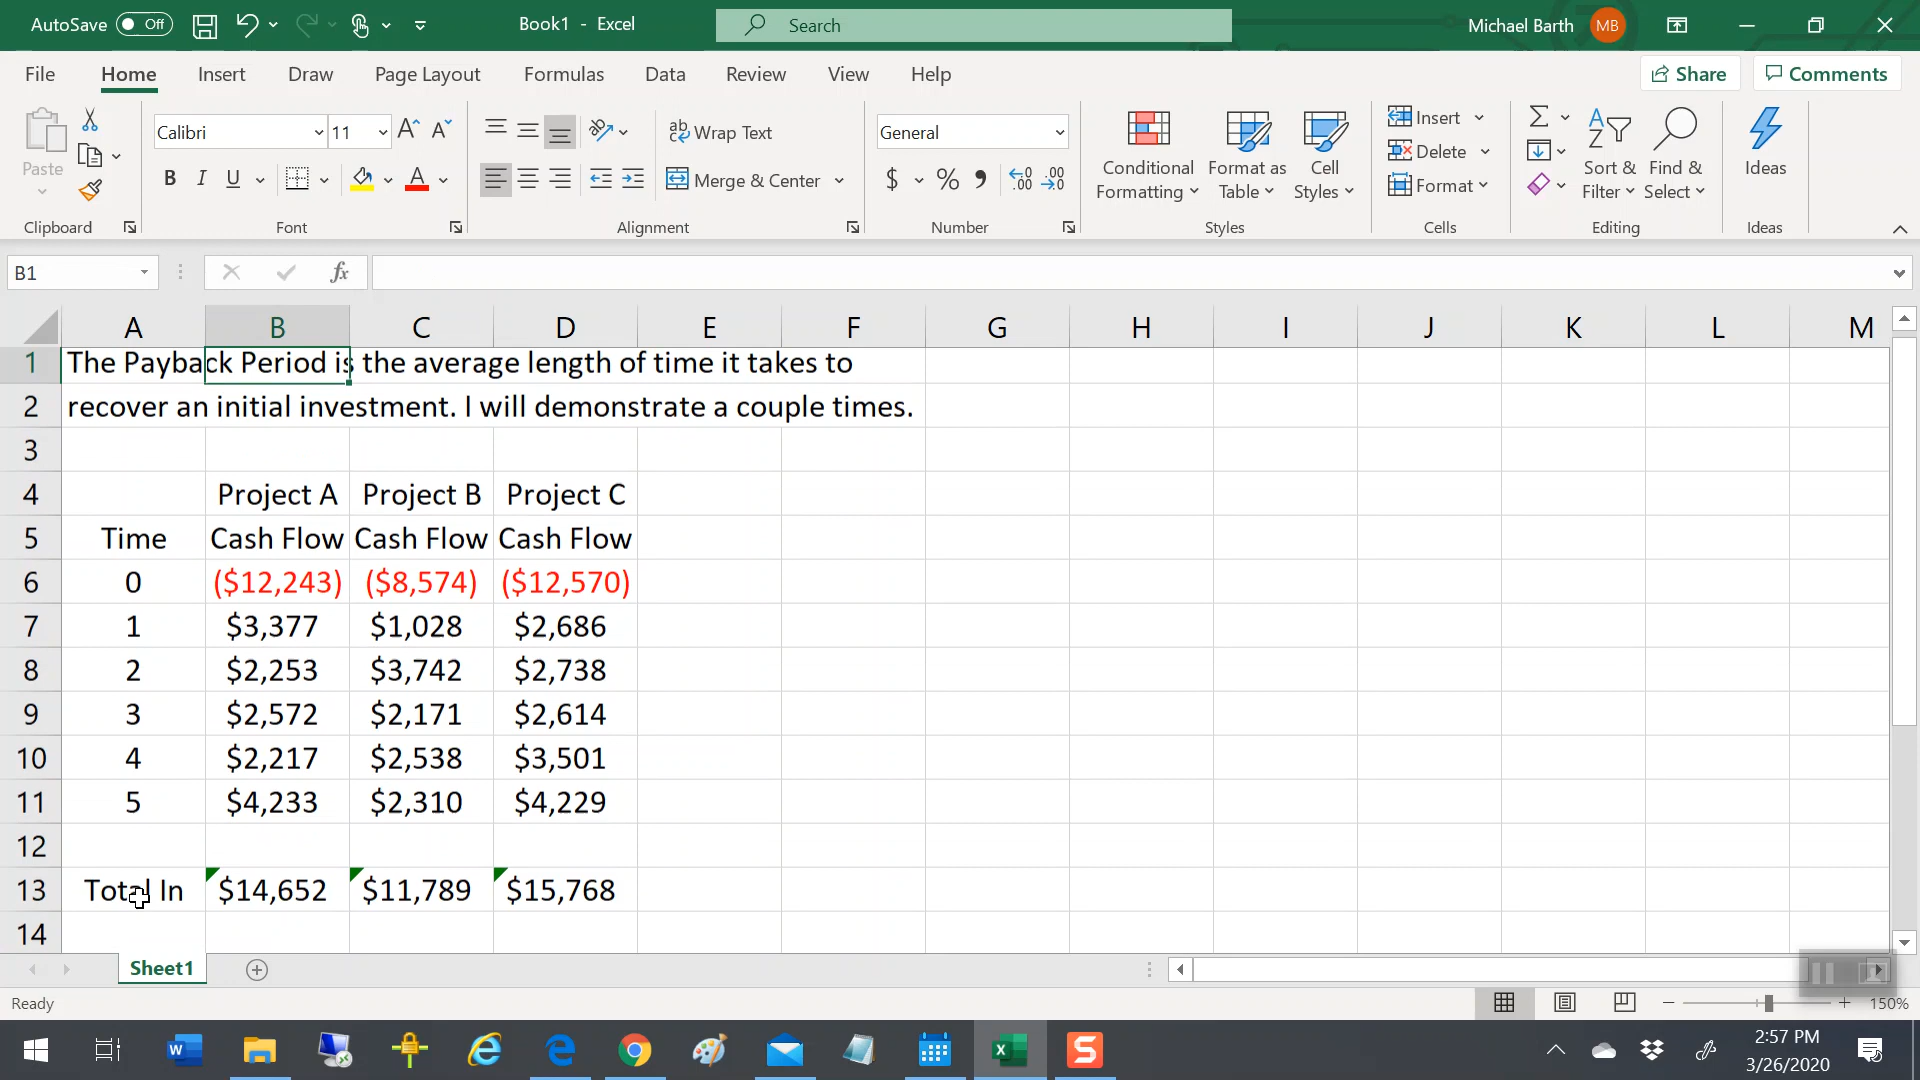 AutoSave Off Book1 - Excel Search Michael Barth MB
File Home Insert Draw Page Layout Formulas Data Review View Help Share Comments
Paste
Clipboard
Calibri 11
B I U
Font
Wrap Text
Merge & Center
Alignment
General
$ % 9
Number
Conditional Formatting
Format as Table
Cell Styles
Styles
Insert
Delete
Format
Cells
Sort & Filter
Find & Select
Editing
Ideas
Ideas
B1 fx
A B C D E F G H I J K L M
1 The Payback Period is the average length of time it takes to
2 recover an initial investment. I will demonstrate a couple times.
3
4 Project A Project B Project C
5 Time Cash Flow Cash Flow Cash Flow
6 0 ($12,243) ($8,574) ($12,570)
7 1 $3,377 $1,028 $2,686
8 2 $2,253 $3,742 $2,738
9 3 $2,572 $2,171 $2,614
10 4 $2,217 $2,538 $3,501
11 5 $4,233 $2,310 $4,229
12
13 Total In $14,652 $11,789 $15,768
14
Sheet1
Ready 150%
2:57 PM
3/26/2020